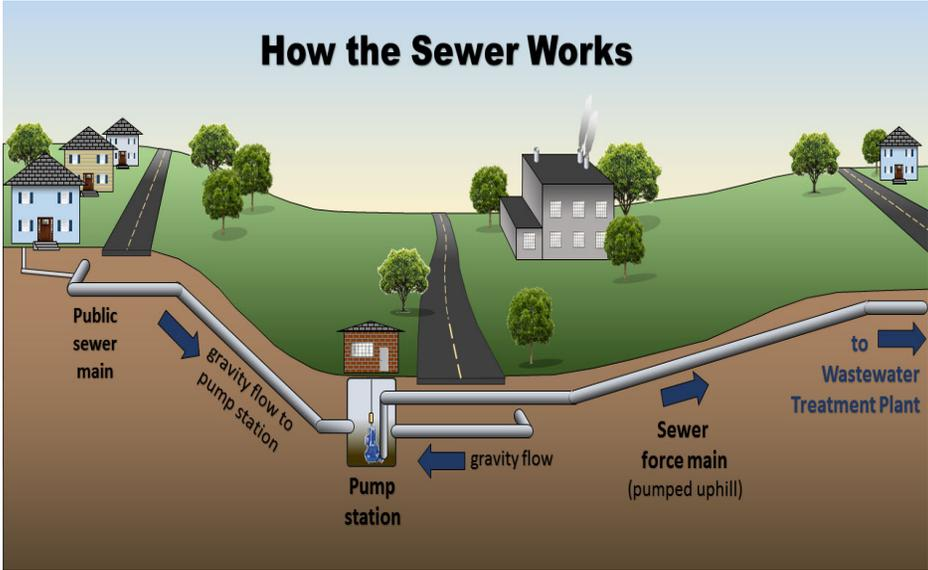 How the Sewer Works
Public
sewer
main
gravity flow to
pump station
Pump
station
gravity flow
Sewer
force main
(pumped uphill)
to
Wastewater
Treatment Plant